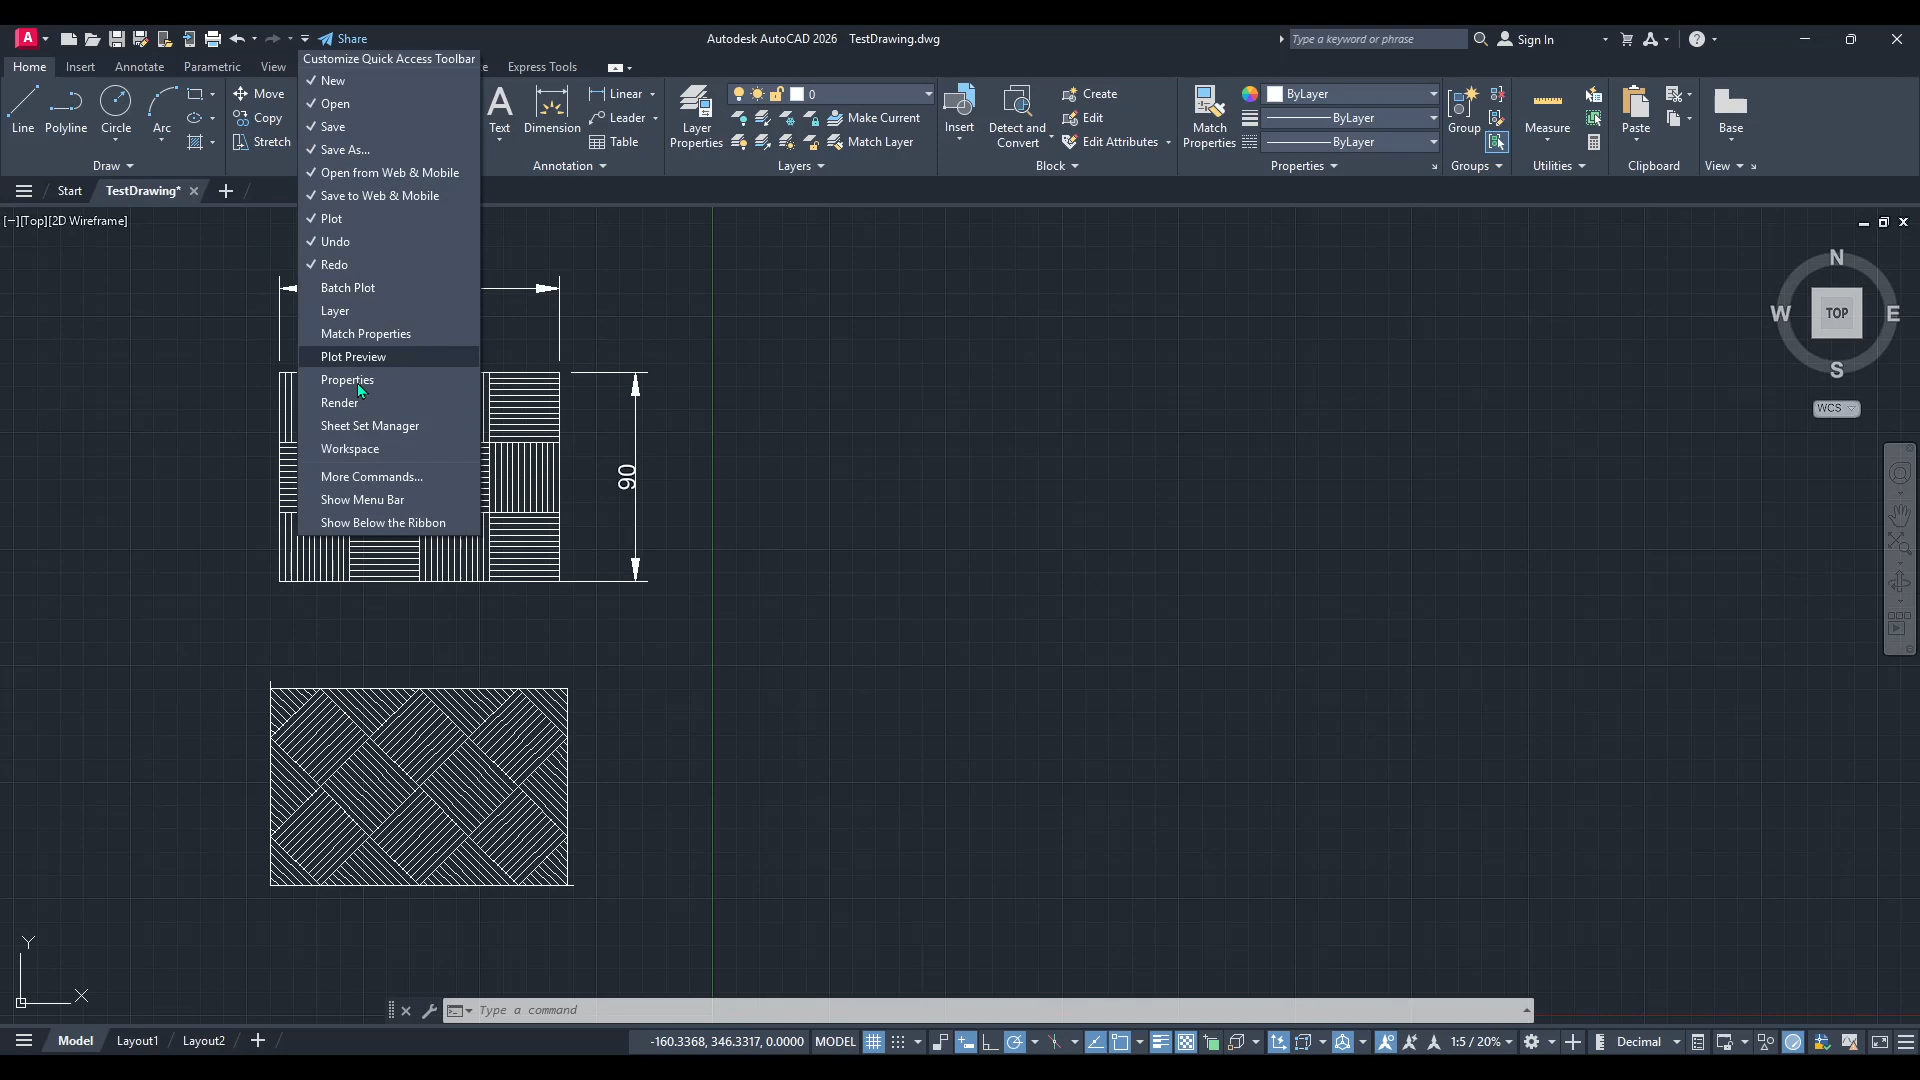 A
Share
Autodesk AutoCAD 2026 TestDrawing.dwg
Type a keyword or phrase
Sign In
Home
Insert
Annotate
Parametric
View
e
Express Tools
Line
Polyline
Circle
Arc
Move
Copy
Stretch
Draw
Customize Quick Access Toolbar
New
Open
Save
Save As...
Open from Web & Mobile
Save to Web & Mobile
Plot
Undo
Redo
Batch Plot
Layer
Match Properties
Plot Preview
Properties
Render
Sheet Set Manager
Workspace
More Commands...
Show Menu Bar
Show Below the Ribbon
Text
Dimension
Linear
Leader
Table
Annotation
Layer
Properties
0
Make Current
Match Layer
Layers
Insert
Detect and
Convert
Create
Edit
Edit Attributes
Block
Match
Properties
ByLayer
ByLayer
ByLayer
Properties
Group
Groups
Measure
Utilities
Paste
Clipboard
Base
View
Start
TestDrawing*
[−][Top][2D Wireframe]
N
W
TOP
E
S
WCS
90
Y
X
Type a command
Model
Layout1
Layout2
-160.3368, 346.3317, 0.0000
MODEL
1:5 / 20%
Decimal